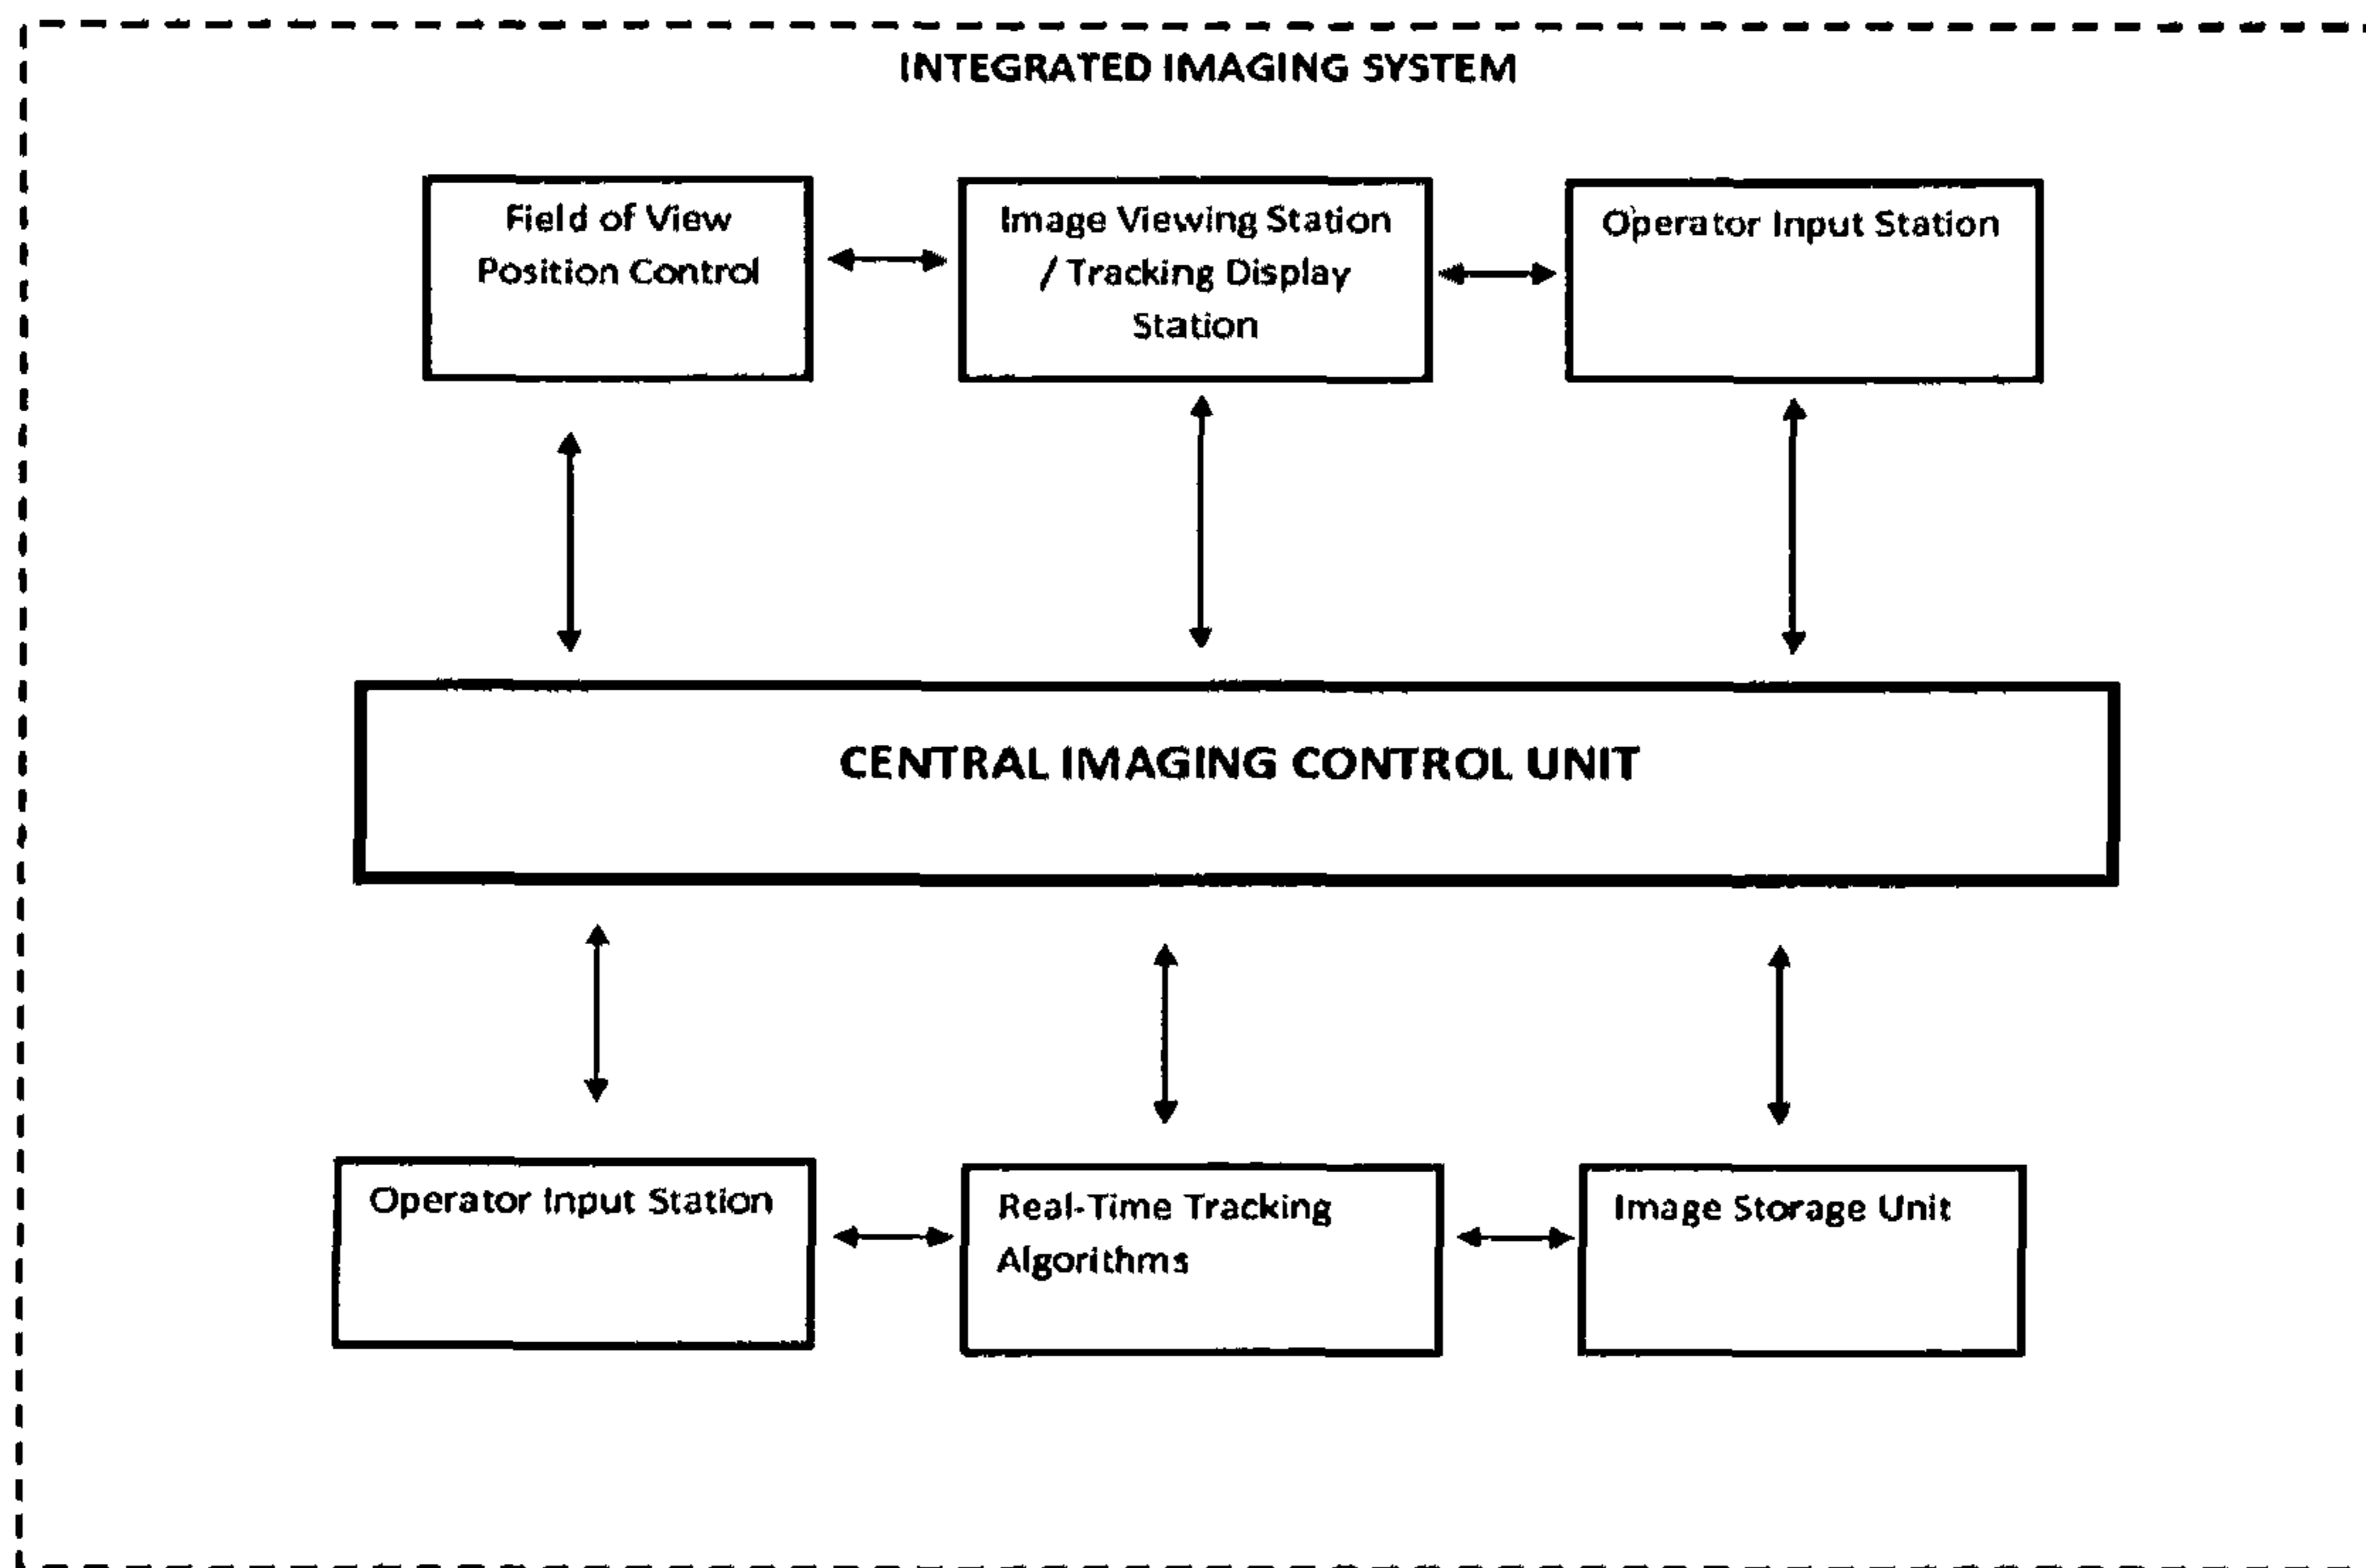 INTEGRATED IMAGING SYSTEM
Field of View
Position Control
Image Viewing Station
/ Tracking Display
Station
Operator Input Station
CENTRAL IMAGING CONTROL UNIT
Operator Input Station
Real-Time Tracking
Algorithms
Image Storage Unit